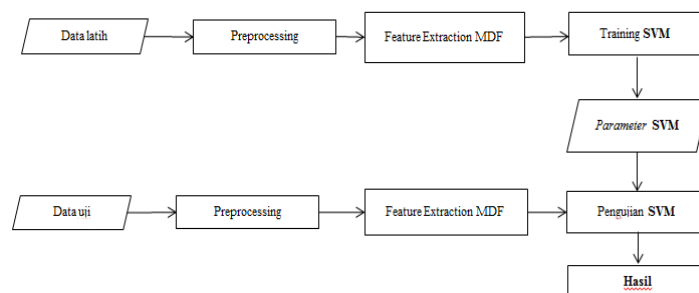 Data latih
Preprocessing
Feature Extraction MDF
Training SVM
Parameter SVM
Data uji
Preprocessing
Feature Extraction MDF
Pengujian SVM
Hasil